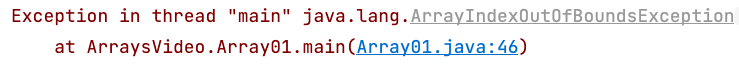 Exception in thread "main" java.lang.ArrayIndexOutOfBoundsException
    at ArraysVideo.Array01.main(Array01.java:46)